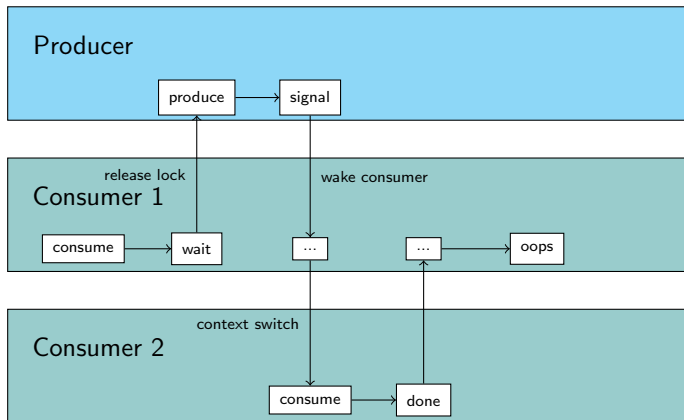 Producer
produce
signal
release lock
wake consumer
Consumer 1
consume
wait
...
...
oops
context switch
Consumer 2
consume
done